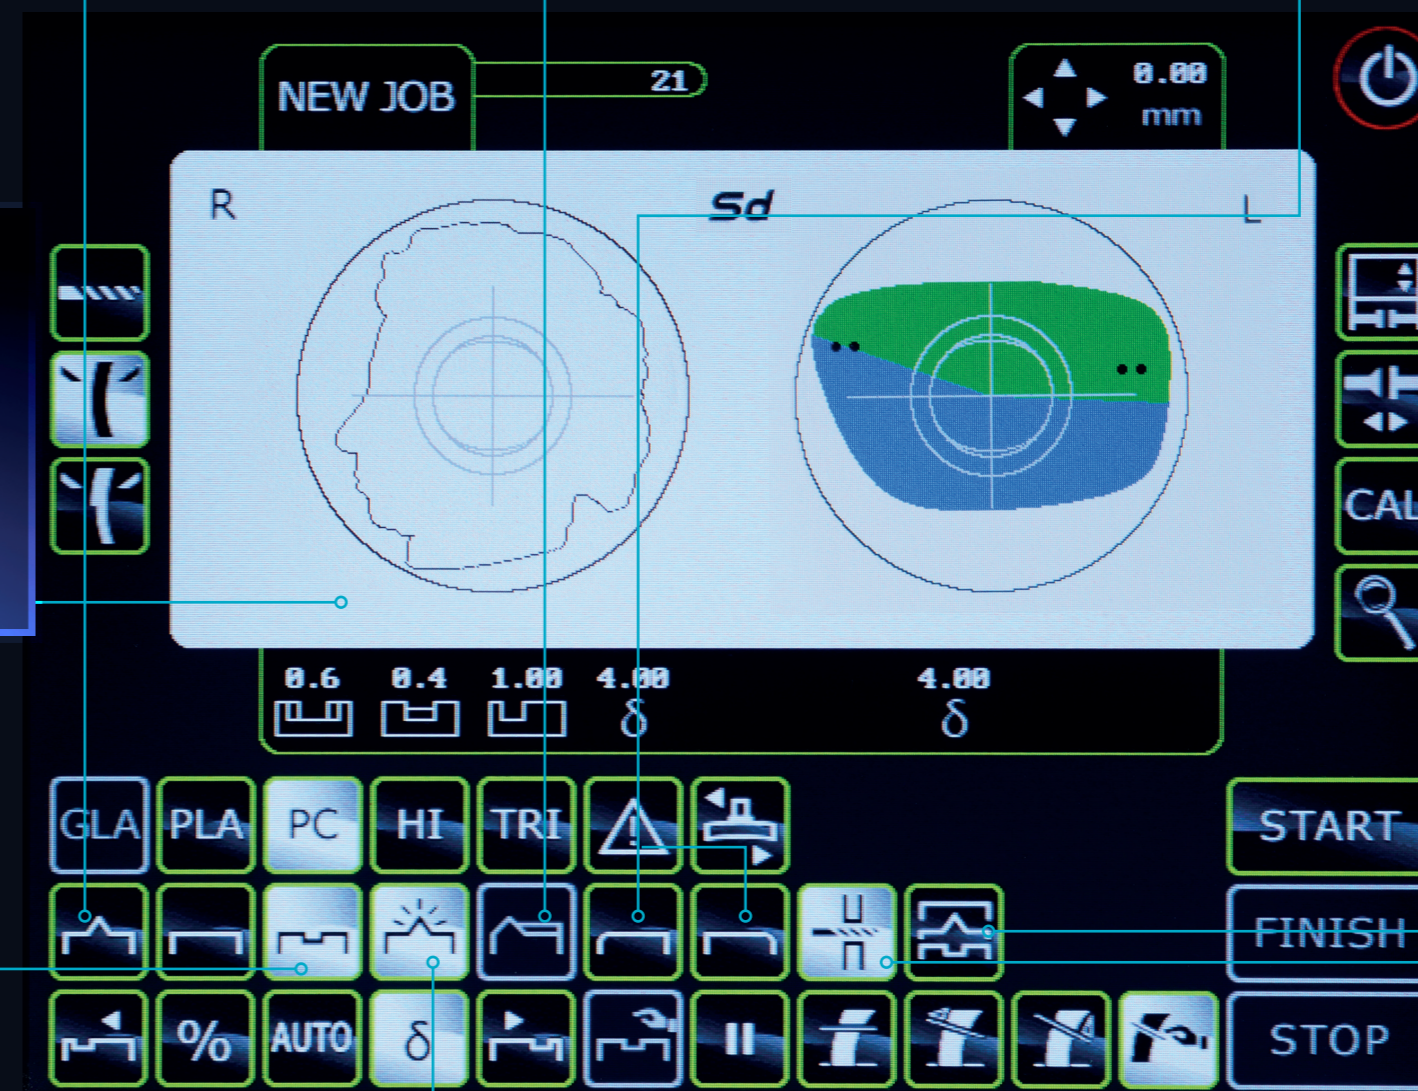 NEW JOB
21
0.00
mm
R
Sd
L
CAL
0.6
0.4
1.00
4.00
4.00
δ
δ
GLA
PLA
PC
HI
TRI
START
FINISH
%
AUTO
δ
STOP